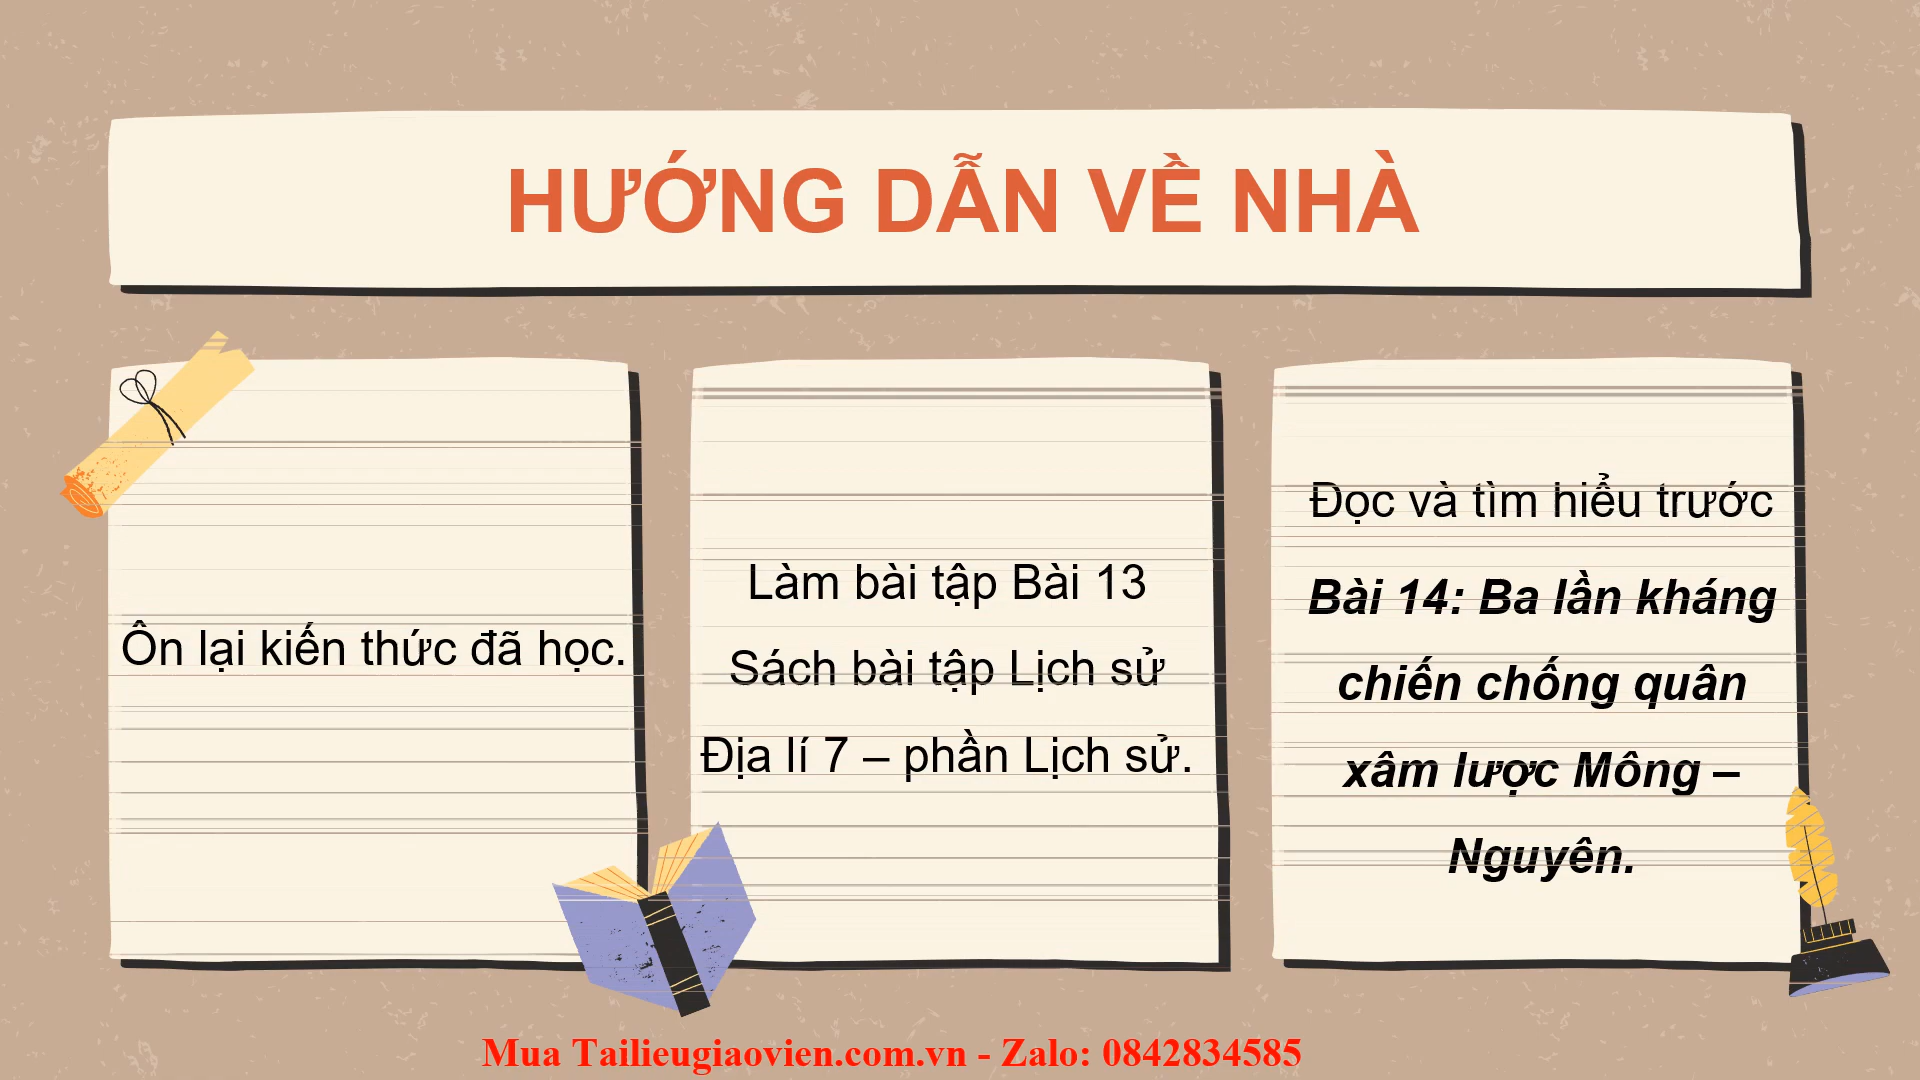 HƯỚNG DẪN VỀ NHÀ
Ôn lại kiến thức đã học.
Làm bài tập Bài 13
Sách bài tập Lịch sử
Địa lí 7 – phần Lịch sử.
Đọc và tìm hiểu trước
Bài 14: Ba lần kháng
chiến chống quân
xâm lược Mông –
Nguyên.
Mua Tailieugiaovien.com.vn - Zalo: 0842834585